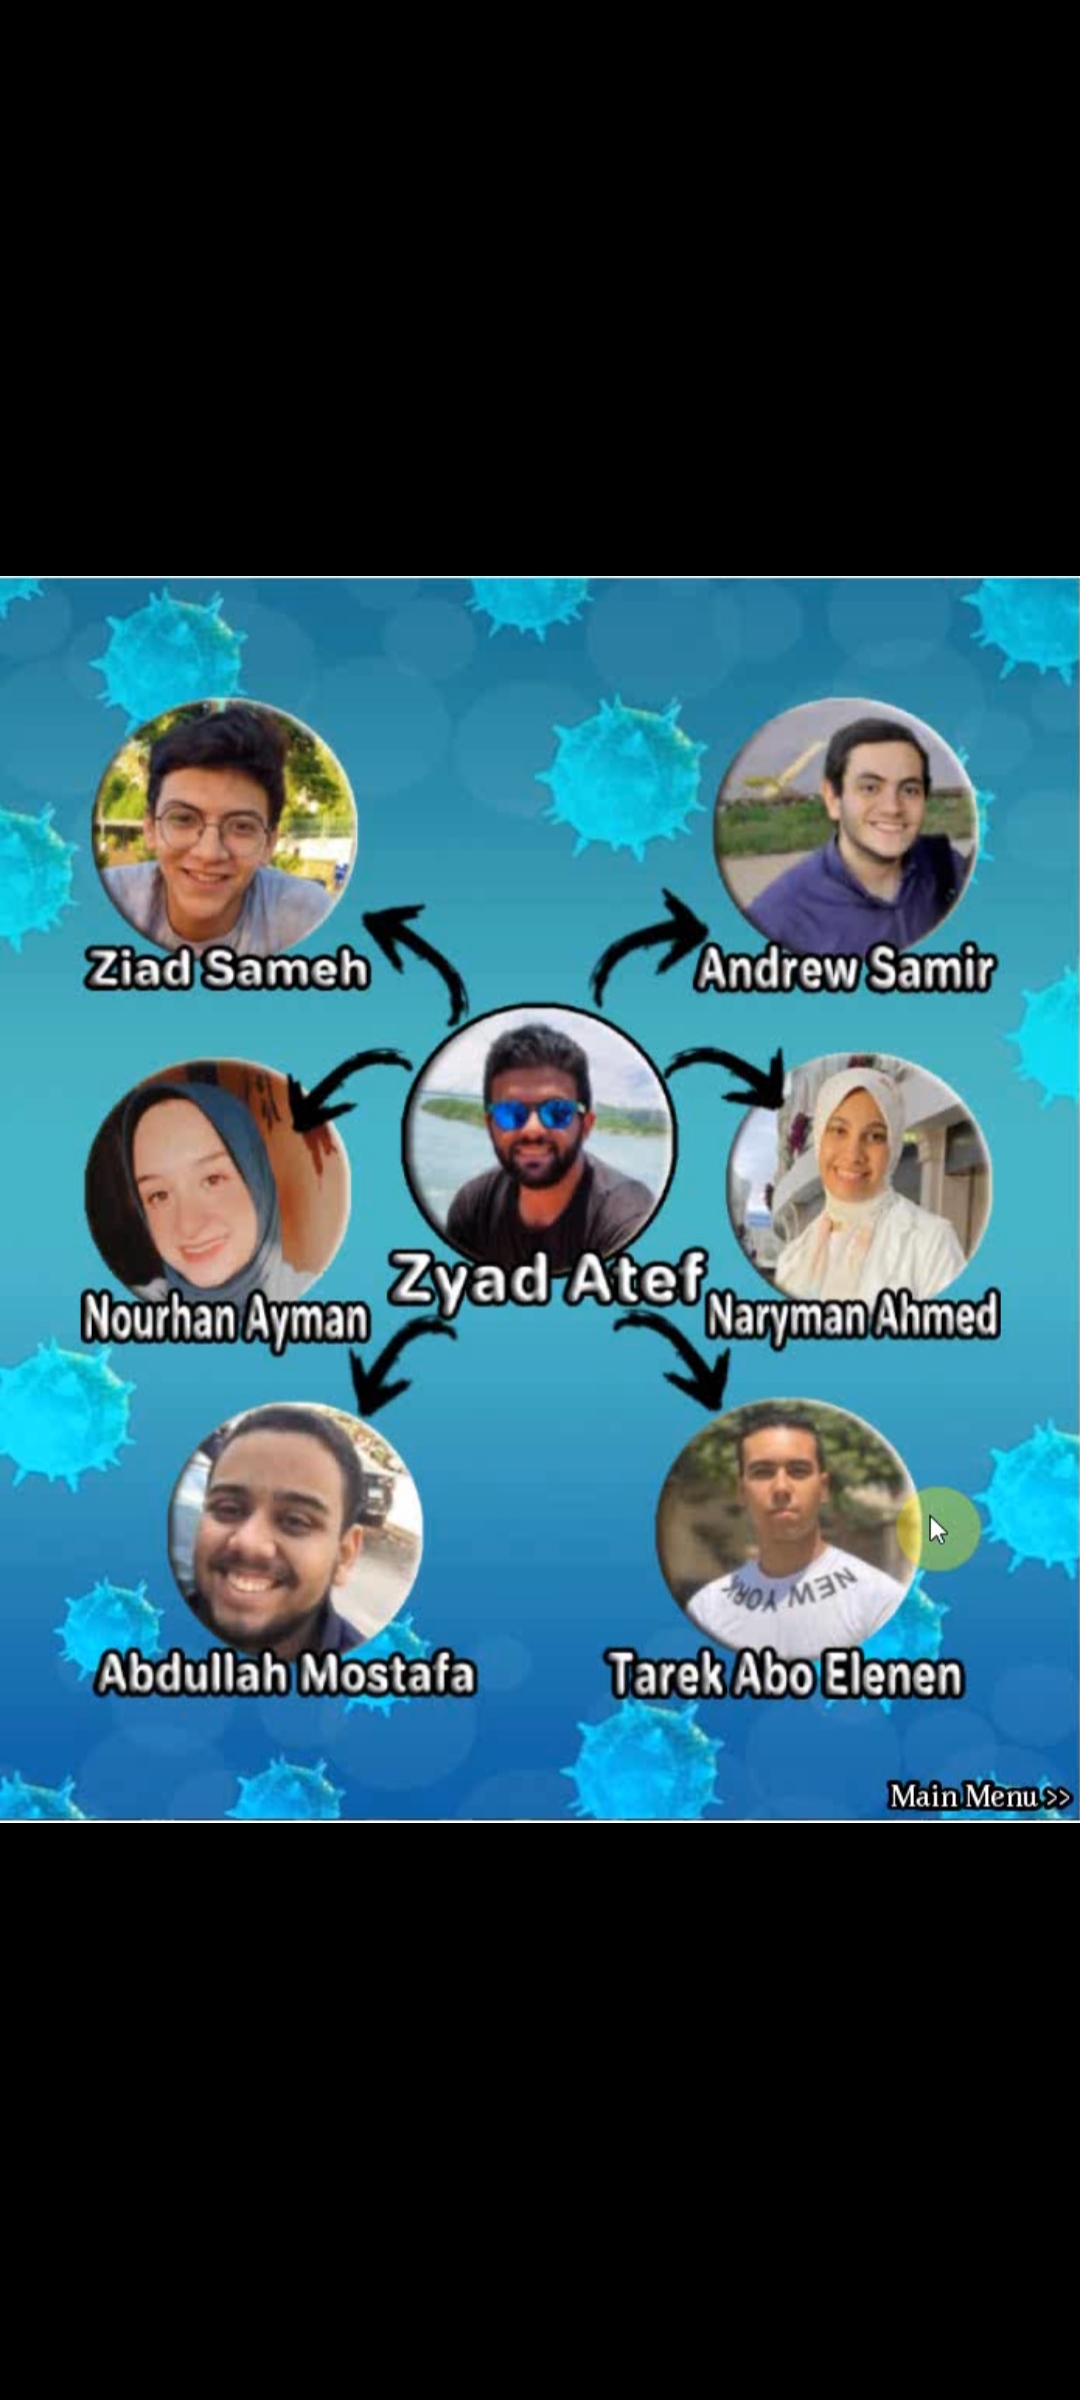 Ziad Sameh
Andrew Samir
Zyad Atef
Nourhan Ayman
Naryman Ahmed
NEW YORK
Abdullah Mostafa
Tarek Abo Elenen
Main Menu >>